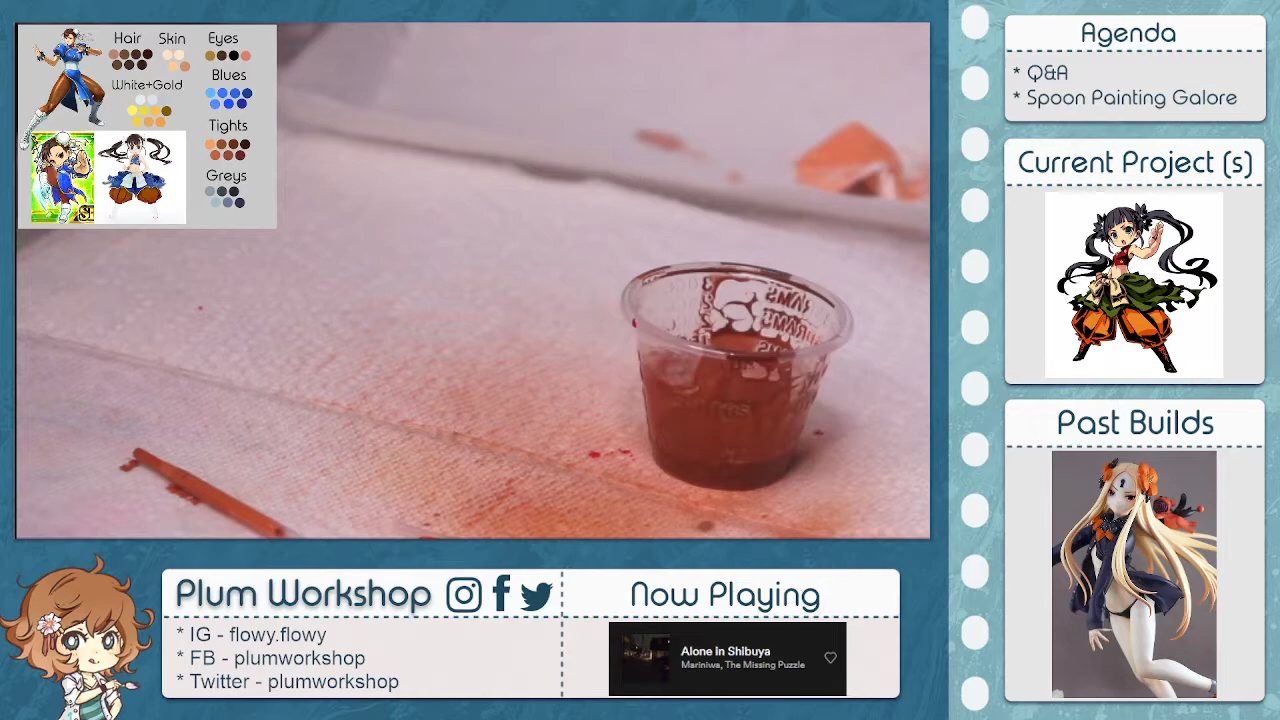 Hair
Skin
Eyes
White+Gold
Blues
Tights
Greys
Agenda
* Q&A
* Spoon Painting Galore
Current Project (s)
Past Builds
Plum Workshop
* IG - flowy.flowy
* FB - plumworkshop
* Twitter - plumworkshop
Now Playing
Alone in Shibuya
Mariniwa, The Missing Puzzle